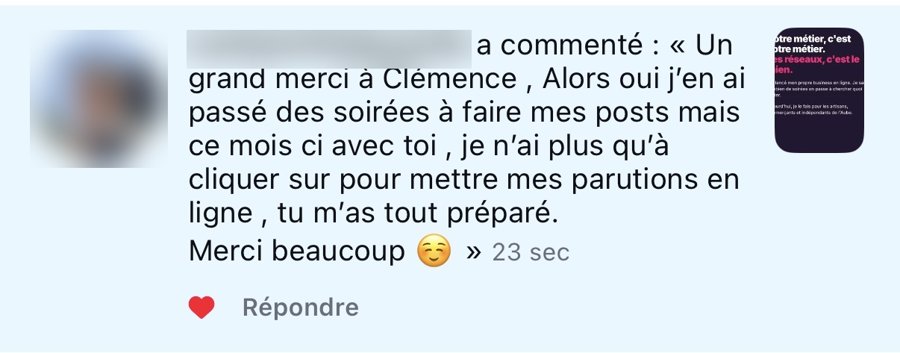 a commenté : « Un
grand merci à Clémence , Alors oui j’en ai
passé des soirées à faire mes posts mais
ce mois ci avec toi , je n’ai plus qu’à
cliquer sur pour mettre mes parutions en
ligne , tu m’as tout préparé.
Merci beaucoup ☺️ » 23 sec
Répondre
otre métier, c'est
otre métier.
es réseaux, c'est le
ien.